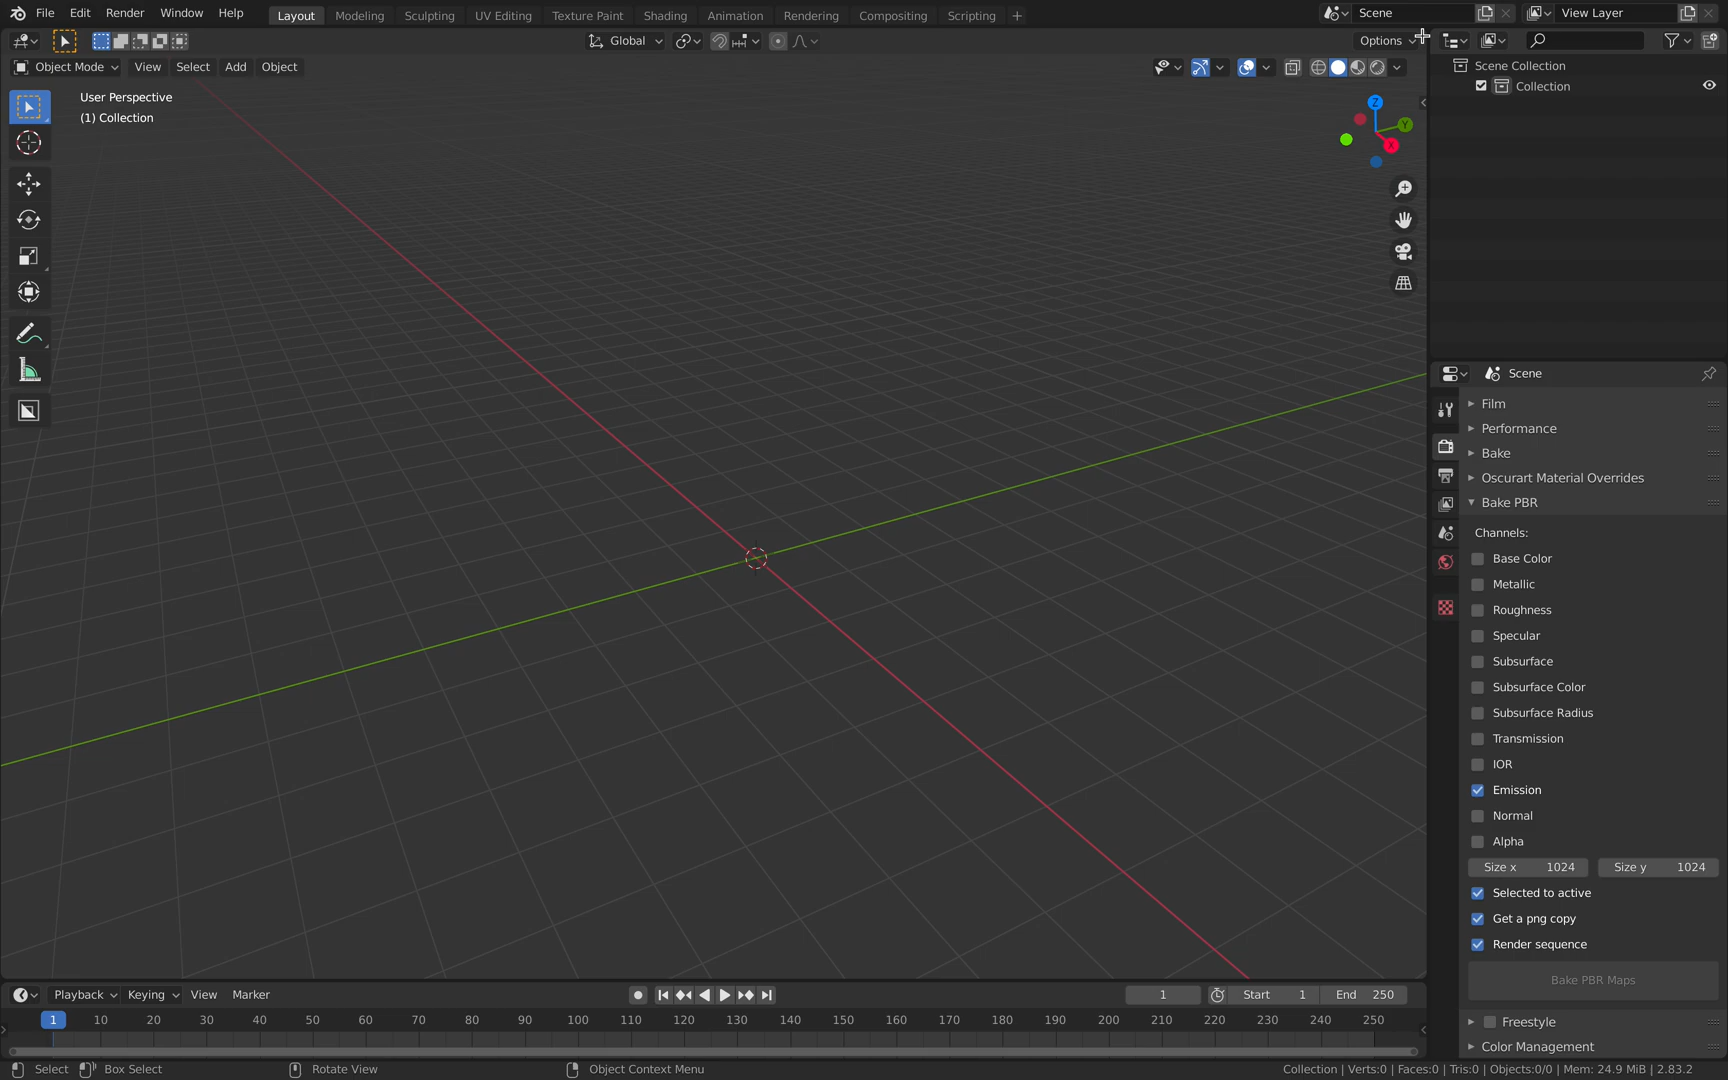 File Edit Render Window Help Layout Modeling Sculpting UV Editing Texture Paint Shading Animation Rendering Compositing Scripting + Scene View Layer
Global Options
Object Mode View Select Add Object
Scene Collection
Collection
User Perspective
(1) Collection
Z
Y
X
Scene
Film
Performance
Bake
Oscurart Material Overrides
Bake PBR
Channels:
Base Color
Metallic
Roughness
Specular
Subsurface
Subsurface Color
Subsurface Radius
Transmission
IOR
Emission
Normal
Alpha
Size x 1024 Size y 1024
Selected to active
Get a png copy
Render sequence
Bake PBR Maps
Freestyle
Color Management
Playback Keying View Marker 1 Start 1 End 250
1 10 20 30 40 50 60 70 80 90 100 110 120 130 140 150 160 170 180 190 200 210 220 230 240 250
Select Box Select Rotate View Object Context Menu Collection | Verts:0 | Faces:0 | Tris:0 | Objects:0/0 | Mem: 24.9 MiB | 2.83.2